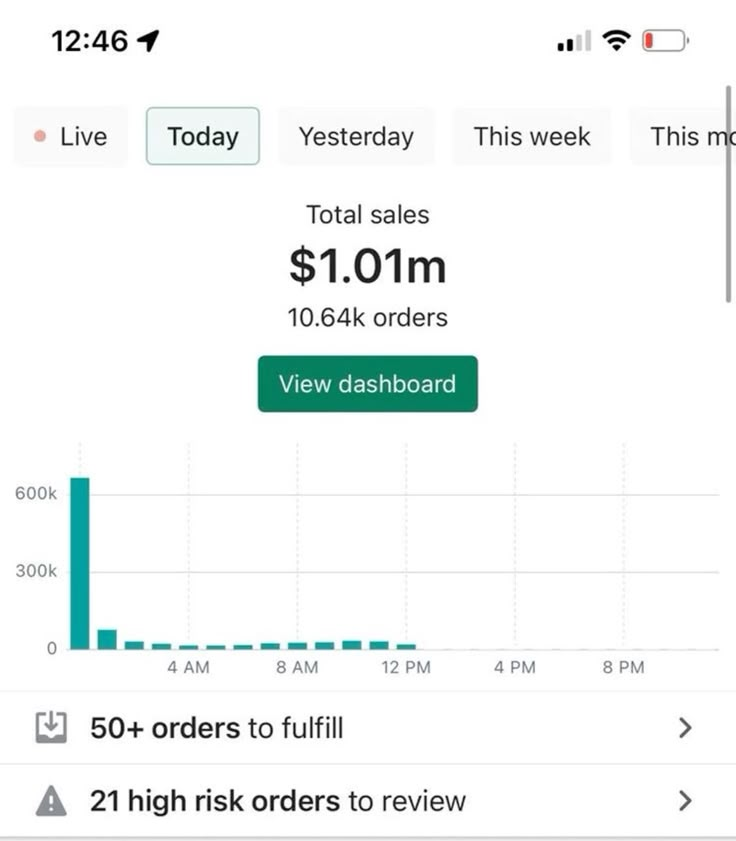 12:46
Live Today Yesterday This week This mo
Total sales
$1.01m
10.64k orders
View dashboard
600k
300k
0
4 AM 8 AM 12 PM 4 PM 8 PM
50+ orders to fulfill
21 high risk orders to review